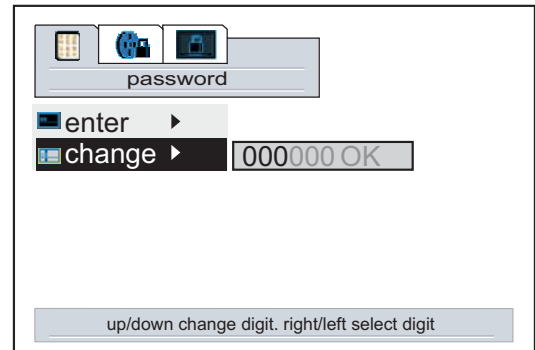 password
enter
change 000000 OK
up/down change digit. right/left select digit